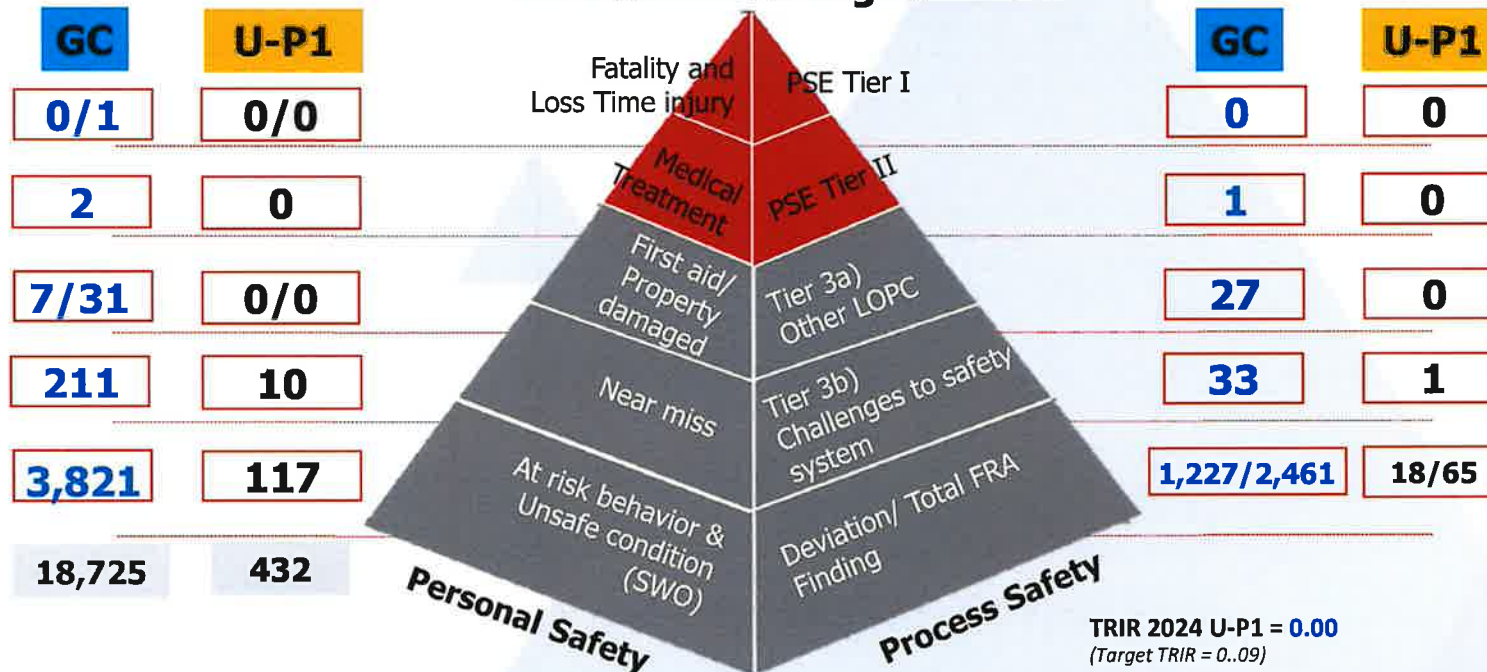 GC
U-P1
GC
U-P1
Fatality and
Loss Time injury
PSE Tier I
0/1
0/0
0
0
Medical
Treatment
PSE Tier II
2
0
1
0
First aid/
Property
damaged
Tier 3a)
Other LOPC
7/31
0/0
27
0
Near miss
Tier 3b)
Challenges to safety
system
211
10
33
1
At risk behavior &
Unsafe condition
(SWO)
Deviation/ Total FRA
Finding
3,821
117
1,227/2,461
18/65
18,725
432
Personal Safety
Process Safety
TRIR 2024 U-P1 = 0.00
(Target TRIR = 0..09)